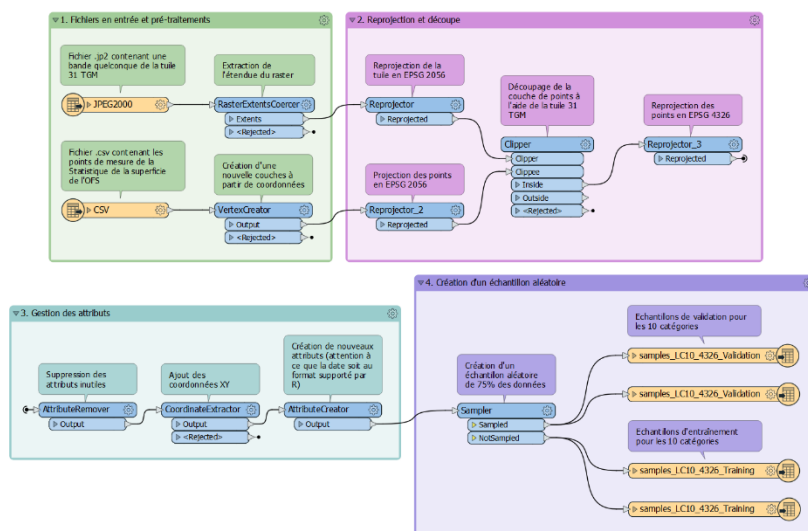 1. Fichiers en entrée et pré-traitements
Fichier .jp2 contenant une
bande quelconque de la tuile
31 TGM
Extraction de
l'étendue du raster
JPEG2000
RasterExtentsCoercer
Extents
<Rejected>
Fichier .csv contenant les
points de mesure de la
Statistique de la superficie
de l'OFS
Création d'une
nouvelle couches à
partir de coordonnées
CSV
VertexCreator
Output
<Rejected>
2. Reprojection et découpe
Reprojection de la
tuile en EPSG 2056
Reprojector
Reprojected
Projection des points
en EPSG 2056
Reprojector_2
Reprojected
Découpage de la
couche de points à
l'aide de la tuile 31
TGM
Clipper
Clipper
Clippee
Inside
Outside
<Rejected>
Reprojection des
points en EPSG 4326
Reprojector_3
Reprojected
3. Gestion des attributs
Suppression des
attributs inutiles
AttributeRemover
Output
Ajout des
coordonnées XY
CoordinateExtractor
Output
<Rejected>
Création de nouveaux
attributs (attention à
ce que la date soit au
format supporté par
R)
AttributeCreator
Output
4. Création d'un échantillon aléatoire
Création d'un
échantillon aléatoire
de 75% des données
Sampler
Sampled
NotSampled
Echantillons de validation pour
les 10 catégories
samples_LC10_4326_Validation
samples_LC10_4326_Validation
Echantillons d'entraînement
pour les 10 catégories
samples_LC10_4326_Training
samples_LC10_4326_Training